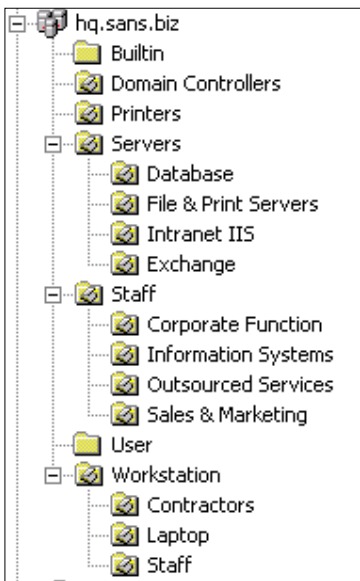 hq.sans.biz
Builtin
Domain Controllers
Printers
Servers
Database
File & Print Servers
Intranet IIS
Exchange
Staff
Corporate Function
Information Systems
Outsourced Services
Sales & Marketing
User
Workstation
Contractors
Laptop
Staff